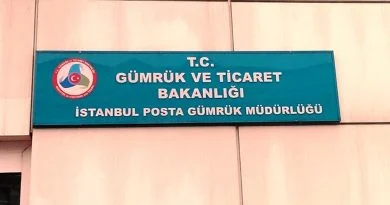 T.C.
GÜMRÜK VE TİCARET
BAKANLIĞI
İSTANBUL POSTA GÜMRÜK MÜDÜRLÜĞÜ